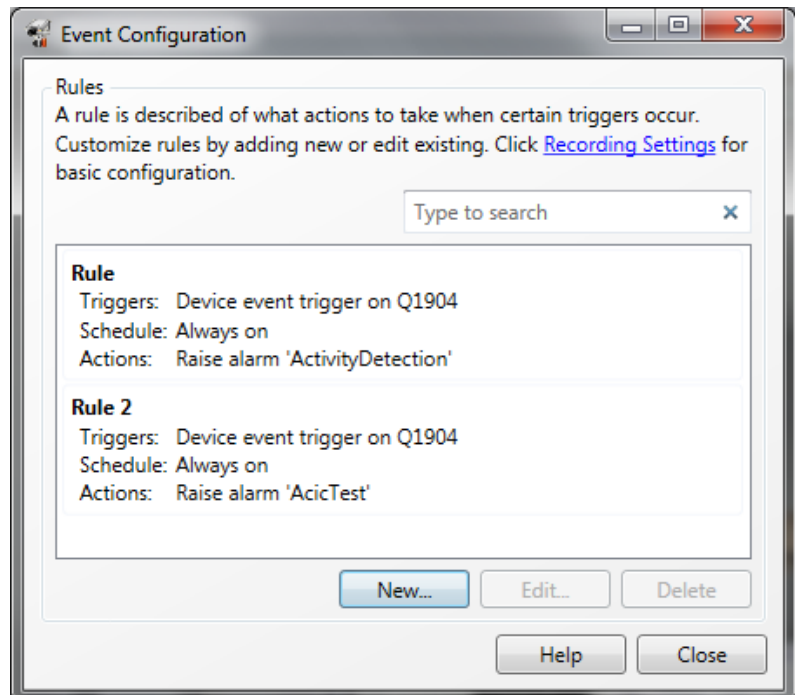 Event Configuration
Rules
A rule is described of what actions to take when certain triggers occur.
Customize rules by adding new or edit existing. Click Recording Settings for
basic configuration.
Type to search
Rule
Triggers: Device event trigger on Q1904
Schedule: Always on
Actions: Raise alarm 'ActivityDetection'
Rule 2
Triggers: Device event trigger on Q1904
Schedule: Always on
Actions: Raise alarm 'AcicTest'
New... Edit... Delete
Help Close